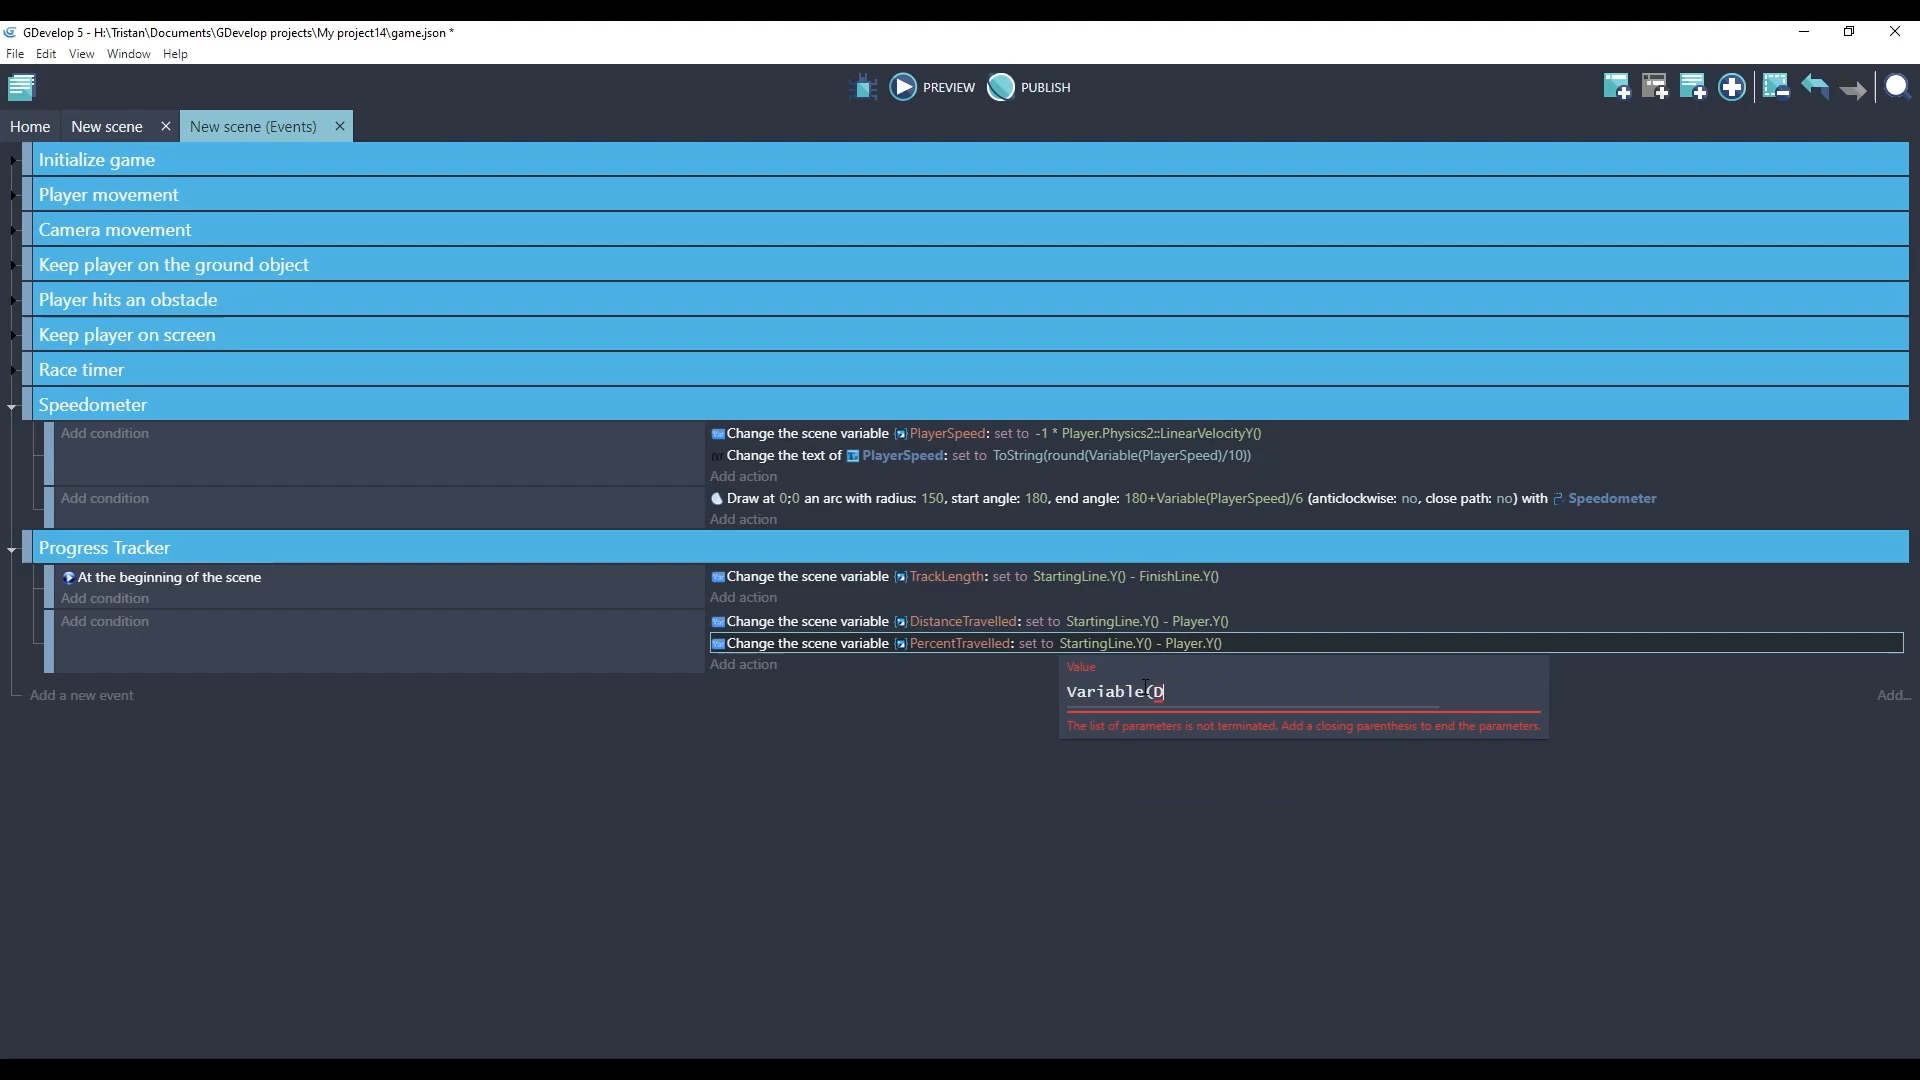 GDevelop 5 - H:\Tristan\Documents\GDevelop projects\My project14\game.json *
File Edit View Window Help
PREVIEW PUBLISH
Home New scene New scene (Events)
Initialize game
Player movement
Camera movement
Keep player on the ground object
Player hits an obstacle
Keep player on screen
Race timer
Speedometer
Add condition Change the scene variable PlayerSpeed: set to -1 * Player.Physics2::LinearVelocityY()
Change the text of PlayerSpeed: set to ToString(round(Variable(PlayerSpeed)/10))
Add action
Add condition Draw at 0;0 an arc with radius: 150, start angle: 180, end angle: 180+Variable(PlayerSpeed)/6 (anticlockwise: no, close path: no) with Speedometer
Add action
Progress Tracker
At the beginning of the scene Change the scene variable TrackLength: set to StartingLine.Y() - FinishLine.Y()
Add condition Add action
Add condition Change the scene variable DistanceTravelled: set to StartingLine.Y() - Player.Y()
Change the scene variable PercentTravelled: set to StartingLine.Y() - Player.Y()
Add action
Value
Variable(D
Add a new event Add...
The list of parameters is not terminated. Add a closing parenthesis to end the parameters.